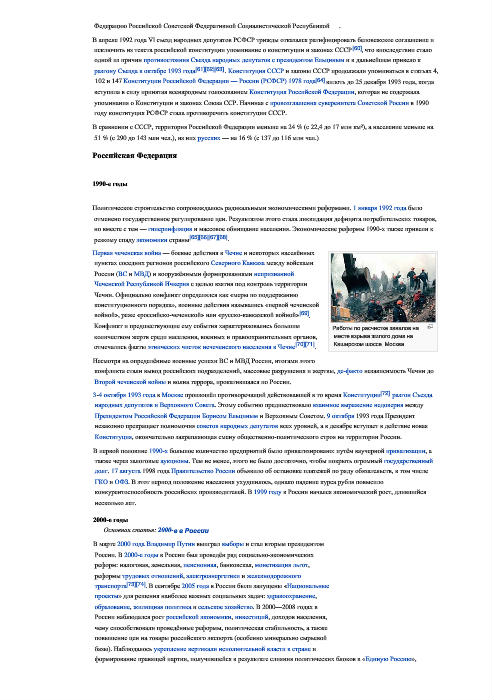 Федерацию Российской Советской Федеративной Социалистической Республикой .
В апреле 1992 года VI съезд народных депутатов РСФСР трижды отказался ратифицировать беловежское соглашение и
исключить из текста российской конституции упоминание о конституции и законах СССР[60], что впоследствии стало
одной из причин противостояния Съезда народных депутатов с президентом Ельциным и в дальнейшем привело к
разгону Съезда в октябре 1993 года[61][62][63]. Конституция СССР и законы СССР продолжали упоминаться в статьях 4,
102 и 147 Конституции Российской Федерации — России (РСФСР) 1978 года[64] вплоть до 25 декабря 1993 года, когда
вступила в силу принятая всенародным голосованием Конституция Российской Федерации, которая не содержала
упоминание о Конституции и законах Союза ССР. Начиная с провозглашения суверенитета Советской России в 1990
году конституция РСФСР стала противоречить конституции СССР.
В сравнении с СССР, территория Российской Федерации меньше на 24 % (с 22,4 до 17 млн км²), а население меньше на
51 % (с 290 до 143 млн чел.), из них русских — на 16 % (с 137 до 116 млн чел.)
Российская Федерация
1990-е годы
Политическое строительство сопровождалось радикальными экономическими реформами. 1 января 1992 года было
отменено государственное регулирование цен. Результатом этого стала ликвидация дефицита потребительских товаров,
но вместе с тем — гиперинфляция и массовое обнищание населения. Экономические реформы 1990-х также привели к
резкому спаду экономики страны[65][66][67][68].
Первая чеченская война — боевые действия в Чечне и некоторых населённых
пунктах соседних регионов российского Северного Кавказа между войсками
России (ВС и МВД) и вооружёнными формированиями непризнанной
Чеченской Республики Ичкерия с целью взятия под контроль территории
Чечни. Официально конфликт определялся как «меры по поддержанию
конституционного порядка», военные действия назывались «первой чеченской
войной», реже «российско-чеченской» или «русско-кавказской войной»[69].
Конфликт и предшествующие ему события характеризовались большим
количеством жертв среди населения, военных и правоохранительных органов,
отмечались факты этнических чисток нечеченского населения в Чечне[70][71].
Работы по расчистке завалов на
месте взрыва жилого дома на
Каширском шоссе. Москва
Несмотря на определённые военные успехи ВС и МВД России, итогами этого
конфликта стали вывод российских подразделений, массовые разрушения и жертвы, де-факто независимость Чечни до
Второй чеченской войны и волна террора, прокатившаяся по России.
3-4 октября 1993 года в Москве произошло противоречащий действовавшей в то время Конституции[72] разгон Съезда
народных депутатов и Верховного Совета. Этому событию предшествовало взаимное выражение недоверия между
Президентом Российской Федерации Борисом Ельциным и Верховным Советом. 9 октября 1993 года Президент
незаконно прекращает полномочия советов народных депутатов всех уровней, а в декабре вступает в действие новая
Конституция, окончательно закрепляющая смену общественно-политического строя на территории России.
В первой половине 1990-х большое количество предприятий было приватизировано путём ваучерной приватизации, а
также через залоговые аукционы. Тем не менее, этого не было достаточно, чтобы покрыть огромный государственный
долг. 17 августа 1998 года Правительство России объявило об остановке платежей по ряду обязательств, в том числе
ГКО и ОФЗ. В этот период положение населения ухудшилось, однако падение курса рубля повысило
конкурентоспособность российских производителей. В 1999 году в России начался экономический рост, длившийся
несколько лет.
2000-е годы
Основная статья: 2000-е в России
В марте 2000 года Владимир Путин выиграл выборы и стал вторым президентом
России. В 2000-е годы в России был проведён ряд социально-экономических
реформ: налоговая, земельная, пенсионная, банковская, монетизация льгот,
реформы трудовых отношений, электроэнергетики и железнодорожного
транспорта[73][74]. В сентябре 2005 года в России были запущены «Национальные
проекты» для решения наиболее важных социальных задач: здравоохранение,
образование, жилищная политика и сельское хозяйство. В 2000—2008 годах в
России наблюдался рост российской экономики, инвестиций, доходов населения,
чему способствовали проведённые реформы, политическая стабильность, а также
повышение цен на товары российского экспорта (особенно минерально сырьевой
базы). Наблюдалось укрепление вертикали исполнительной власти в стране и
формирование правящей партии, получившейся в результате слияния политических блоков в «Единую Россию»,